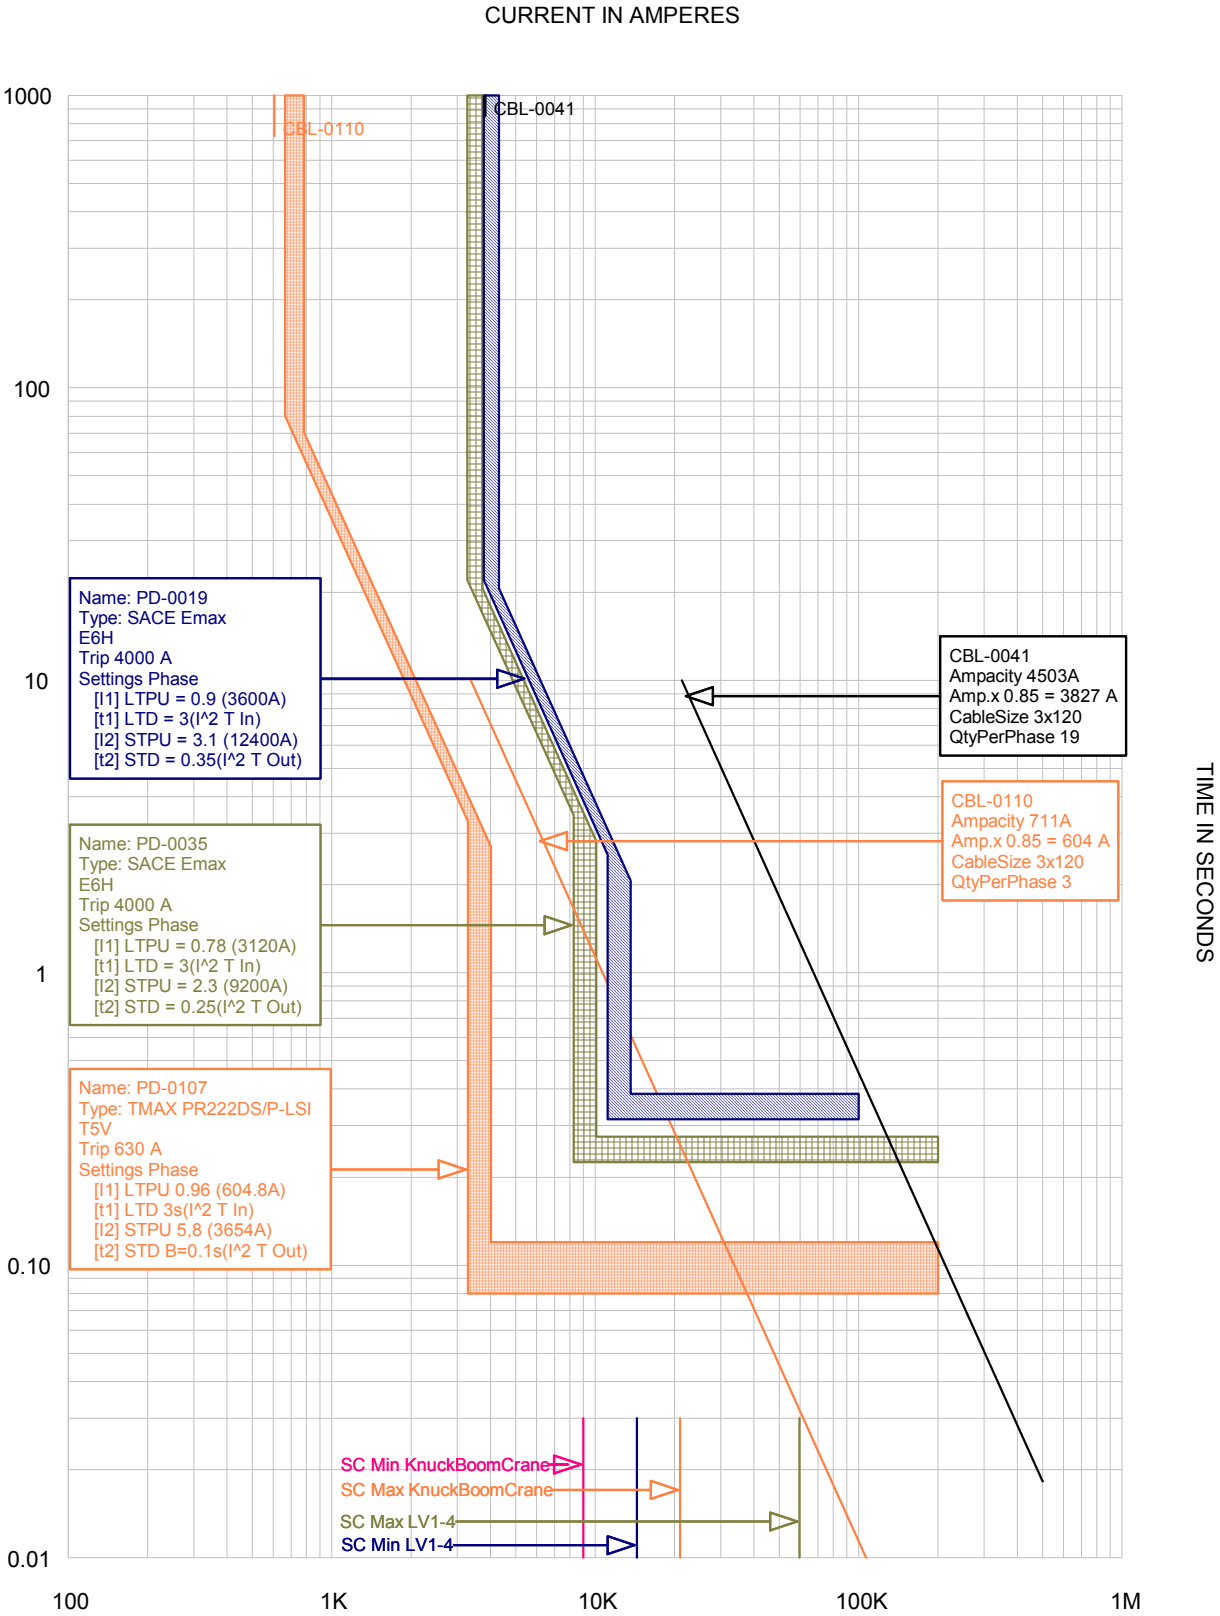 CURRENT IN AMPERES
1000
CBL-0110
CBL-0041
100
Name: PD-0019
Type: SACE Emax
E6H
Trip 4000 A
Settings Phase
[I1] LTPU = 0.9 (3600A)
[t1] LTD = 3(I^2 T In)
[I2] STPU = 3.1 (12400A)
[t2] STD = 0.35(I^2 T Out)
CBL-0041
Ampacity 4503A
Amp.x 0.85 = 3827 A
CableSize 3x120
QtyPerPhase 19
10
CBL-0110
Ampacity 711A
Amp.x 0.85 = 604 A
CableSize 3x120
QtyPerPhase 3
TIME IN SECONDS
Name: PD-0035
Type: SACE Emax
E6H
Trip 4000 A
Settings Phase
[I1] LTPU = 0.78 (3120A)
[t1] LTD = 3(I^2 T In)
[I2] STPU = 2.3 (9200A)
[t2] STD = 0.25(I^2 T Out)
1
Name: PD-0107
Type: TMAX PR222DS/P-LSI
T5V
Trip 630 A
Settings Phase
[I1] LTPU 0.96 (604.8A)
[t1] LTD 3s(I^2 T In)
[I2] STPU 5,8 (3654A)
[t2] STD B=0.1s(I^2 T Out)
0.10
SC Min KnuckBoomCrane
SC Max KnuckBoomCrane
SC Max LV1-4
SC Min LV1-4
0.01
100 1K 10K 100K 1M